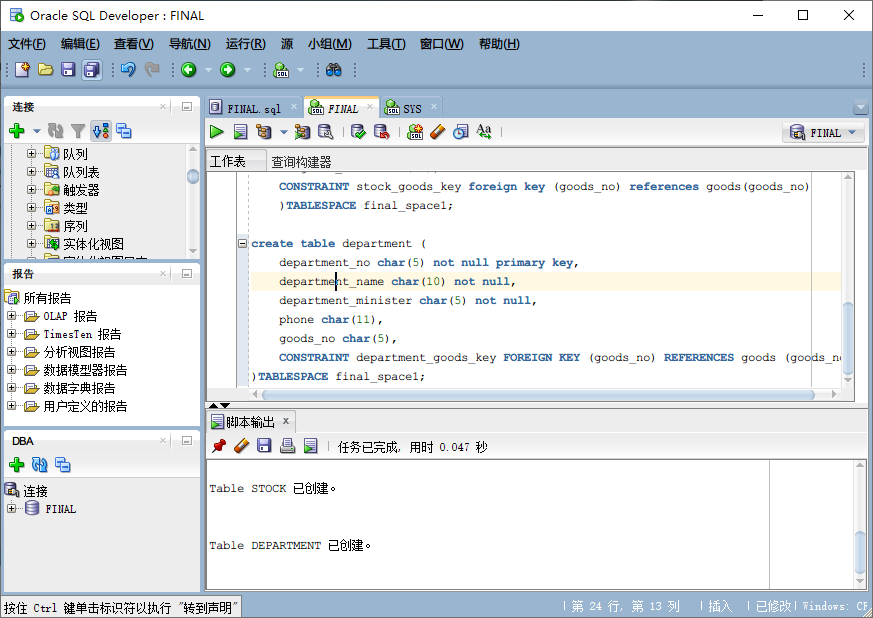 Oracle SQL Developer : FINAL
文件(F) 编辑(E) 查看(V) 导航(N) 运行(R) 源 小组(M) 工具(T) 窗口(W) 帮助(H)
连接
队列
队列表
触发器
类型
序列
实体化视图
报告
所有报告
OLAP 报告
TimesTen 报告
分析视图报告
数据模型器报告
数据字典报告
用户定义的报告
DBA
连接
FINAL
FINAL.sql FINAL SYS
FINAL
工作表 查询构建器
CONSTRAINT stock_goods_key foreign key (goods_no) references goods(goods_no)
)TABLESPACE final_space1;
create table department (
department_no char(5) not null primary key,
department_name char(10) not null,
department_minister char(5) not null,
phone char(11),
goods_no char(5),
CONSTRAINT department_goods_key FOREIGN KEY (goods_no) REFERENCES goods (goods_no
)TABLESPACE final_space1;
脚本输出
任务已完成, 用时 0.047 秒
Table STOCK 已创建。
Table DEPARTMENT 已创建。
按住 Ctrl 键单击标识符以执行 "转到声明"
第 24 行, 第 13 列 插入 已修改 Windows: CR